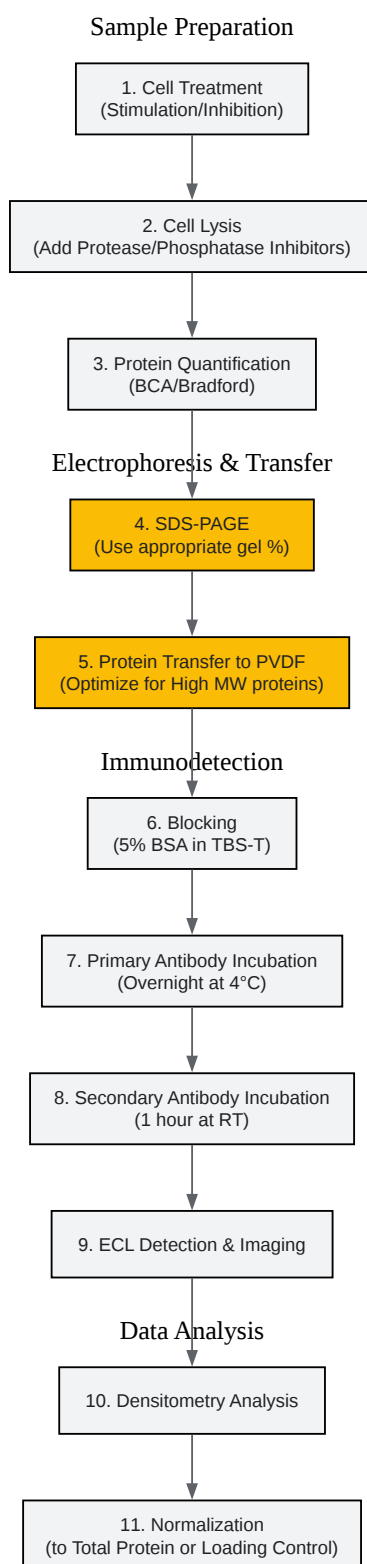 Sample Preparation
1. Cell Treatment
(Stimulation/Inhibition)
2. Cell Lysis
(Add Protease/Phosphatase Inhibitors)
3. Protein Quantification
(BCA/Bradford)
Electrophoresis & Transfer
4. SDS-PAGE
(Use appropriate gel %)
5. Protein Transfer to PVDF
(Optimize for High MW proteins)
Immunodetection
6. Blocking
(5% BSA in TBS-T)
7. Primary Antibody Incubation
(Overnight at 4°C)
8. Secondary Antibody Incubation
(1 hour at RT)
9. ECL Detection & Imaging
Data Analysis
10. Densitometry Analysis
11. Normalization
(to Total Protein or Loading Control)